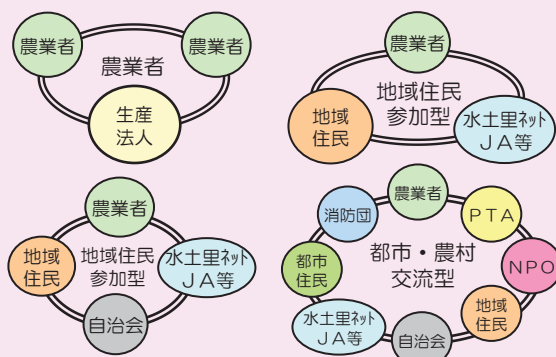 農業者
農業者
農業者
生産
法人
農業者
地域住民
参加型
地域
住民
水土里ネット
ＪＡ等
農業者
地域
住民
地域住民
参加型
水土里ネット
ＪＡ等
自治会
農業者
消防団
ＰＴＡ
都市・農村
交流型
都市
住民
ＮＰＯ
水土里ネット
ＪＡ等
地域
住民
自治会